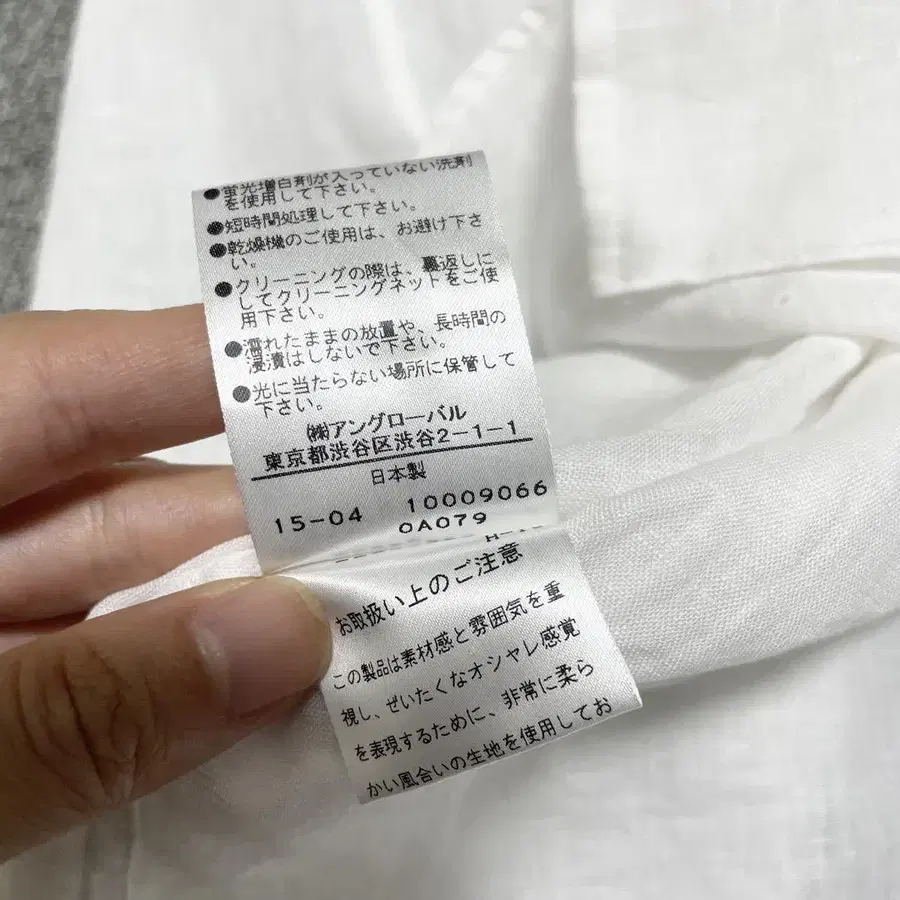 ●蛍光増白剤が入っていない洗剤
を使用して下さい。
●短時間処理して下さい。
●乾燥機のご使用は、お避け下さ
い。
●クリーニングの際は、裏返しに
してクリーニングネットをご使
用下さい。
●濡れたままの放置や、長時間の
浸漬はしないで下さい。
●光に当たらない場所に保管して
下さい。
㈱アングローバル
東京都渋谷区渋谷2-1-1
日本製
15-04 10009066
0A079
お取扱い上のご注意
この製品は素材感と雰囲気を重
視し、ぜいたくなオシャレ感覚
を表現するために、非常に柔ら
かい風合いの生地を使用してお